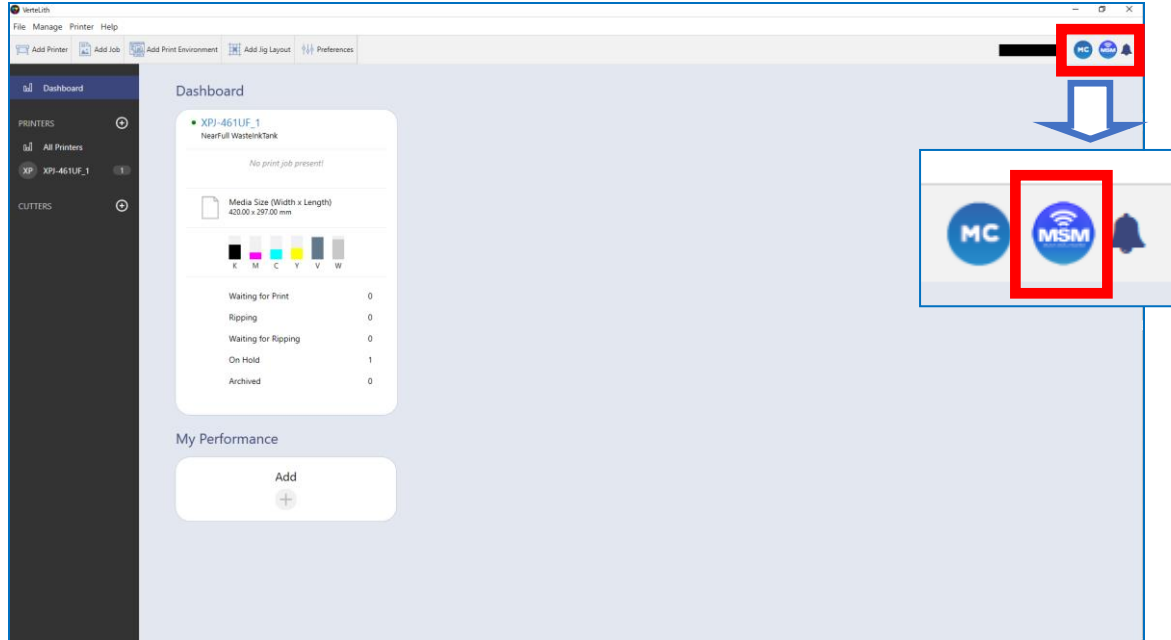 VerteLith
File Manage Printer Help
Add Printer Add Job Add Print Environment Add Jig Layout Preferences
MC MSM
Dashboard
PRINTERS
All Printers
XP XPJ-461UF_1 1
CUTTERS
Dashboard
XPJ-461UF_1
NearFull WasteInkTank
No print job present!
Media Size (Width x Length)
420.00 x 297.00 mm
K M C Y V W
Waiting for Print 0
Ripping 0
Waiting for Ripping 0
On Hold 1
Archived 0
My Performance
Add
MC MSM